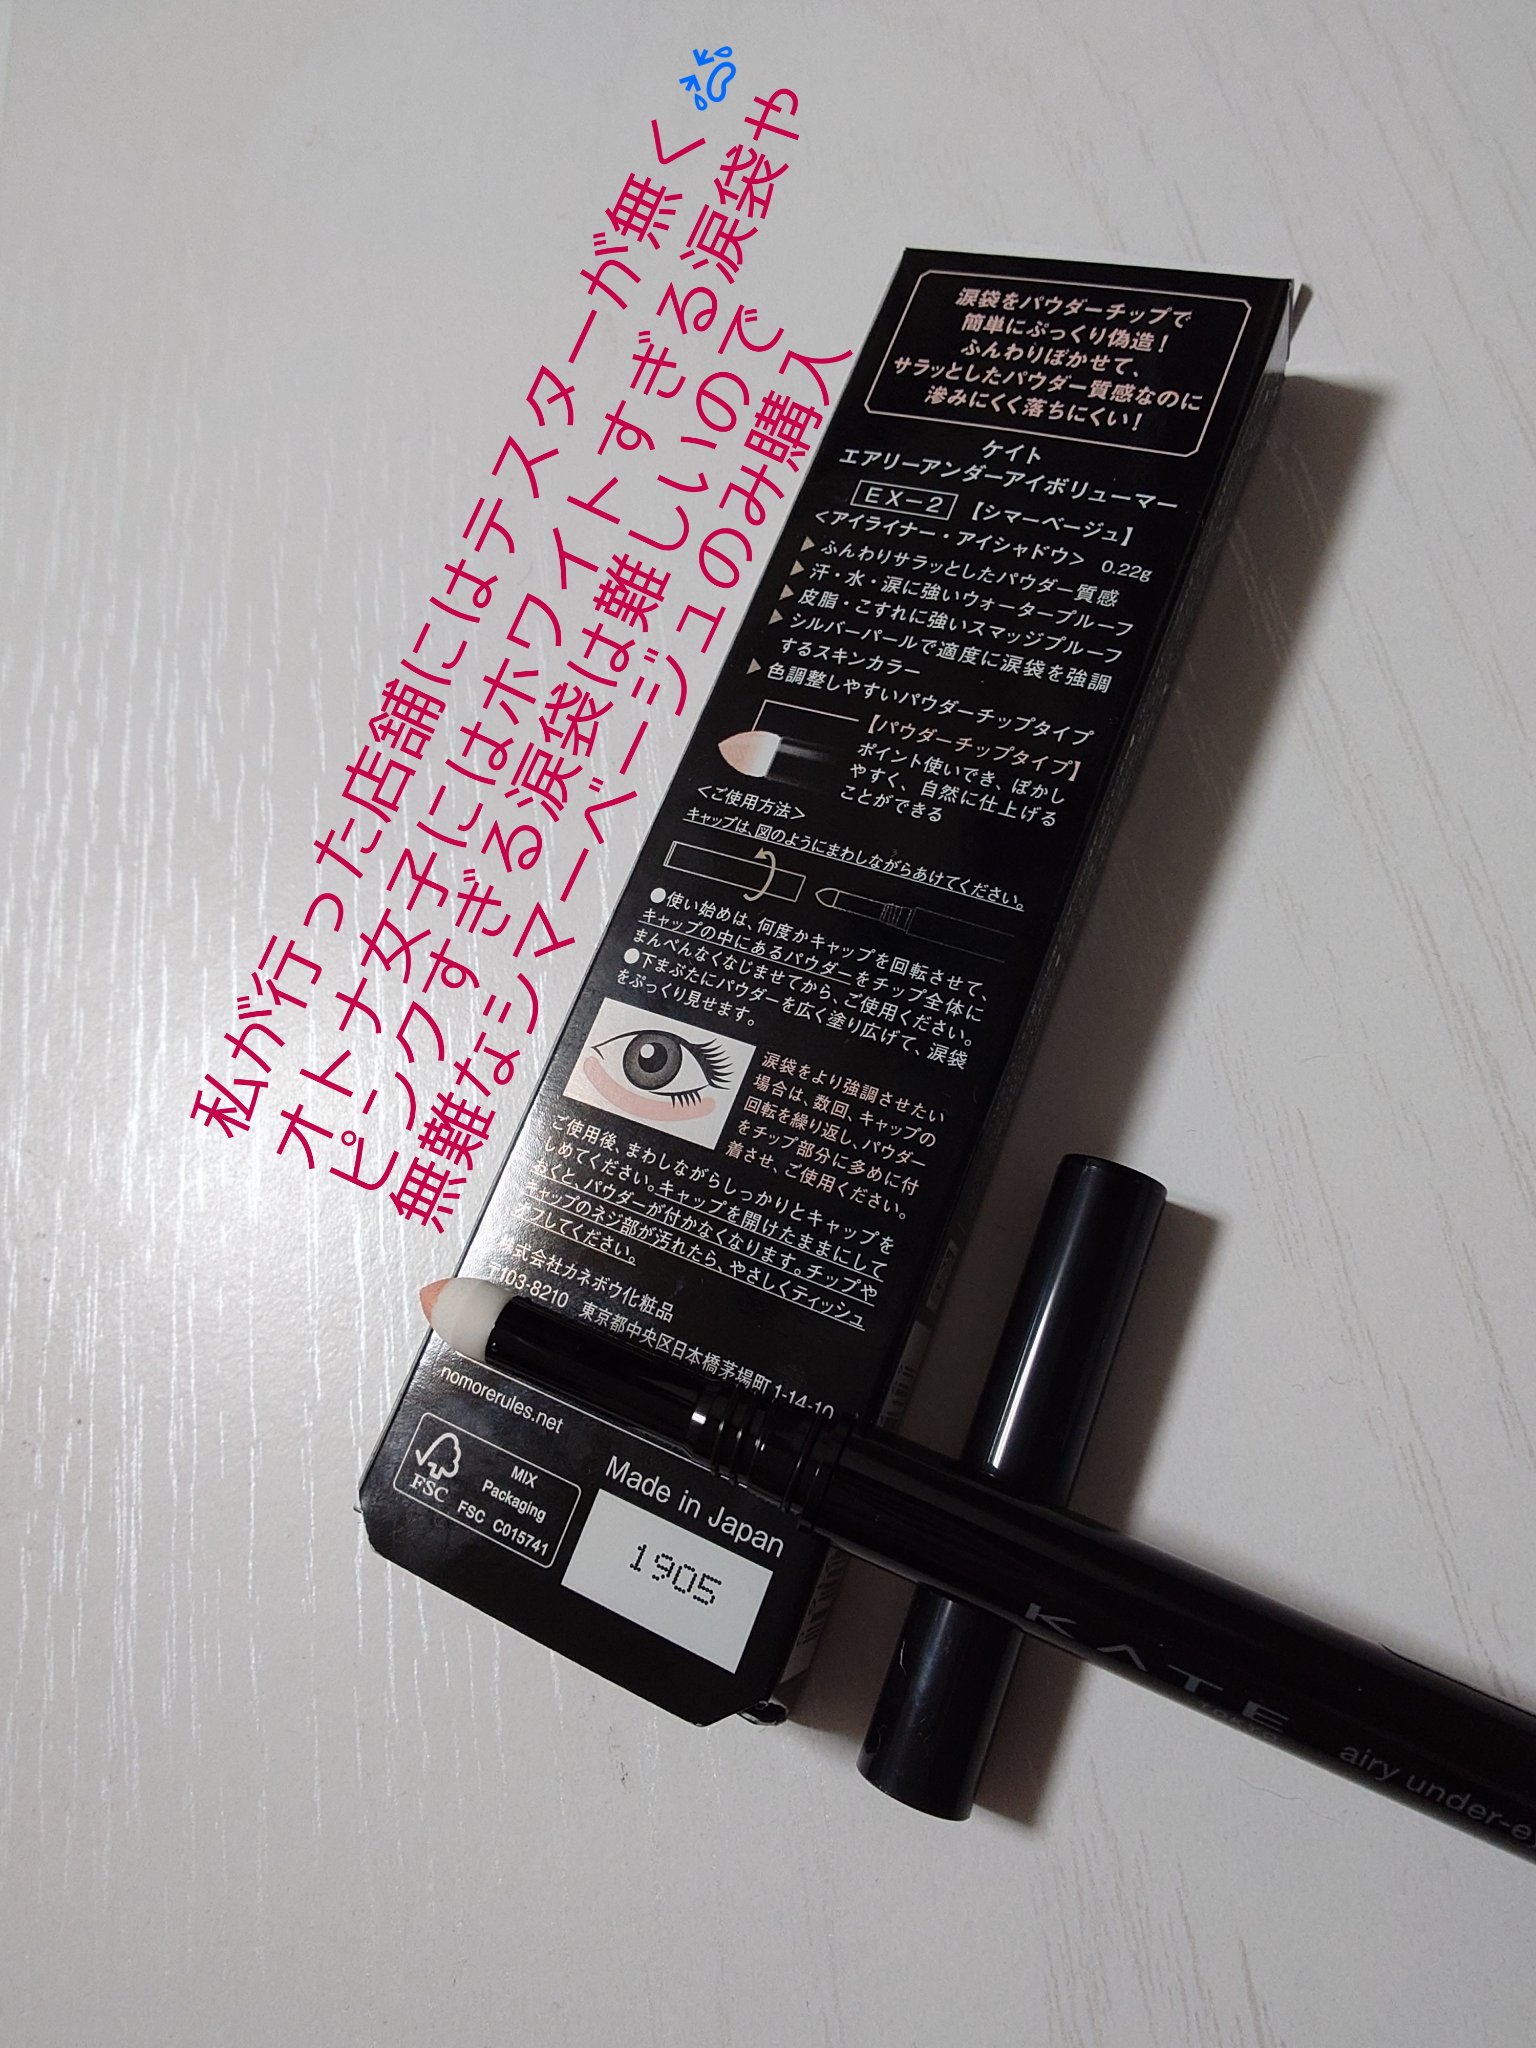 私が行った店舗にはテスターが無く
オトナ女子にはホワイトすぎる涙袋や
ピンクすぎる涙袋は難しいので
無難なシマーベージュのみ購入
涙袋をパウダーチップで
簡単にぷっくり偽造!
ふんわりぼかせて、
サラッとしたパウダー質感なのに
滲みにくく落ちにくい!
ケイト
エアリーアンダーアイボリューマー
EX-2 【シマーベージュ】
<アイライナー・アイシャドウ> 0.22g
ふんわりサラッとしたパウダー質感
汗・水・涙に強いウォータープルーフ
皮脂・こすれに強いスマッジプルーフ
シルバーパールで適度に涙袋を強調
するスキンカラー
色調整しやすいパウダーチップタイプ
【パウダーチップタイプ】
ポイント使いでき、ぼかし
やすく、自然に仕上げる
ことができる
<ご使用方法>
キャップは、図のようにまわしながらあけてください。
●使い始めは、何度かキャップを回転させて、
キャップの中にあるパウダーをチップ全体に
まんべんなくなじませてから、ご使用ください。
●下まぶたにパウダーを広く塗り広げて、涙袋
をぷっくり見せます。
涙袋をより強調させたい
場合は、数回、キャップの
回転を繰り返し、パウダー
をチップ部分に多めに付
着させ、ご使用ください。
ご使用後、まわしながらしっかりとキャップを
しめてください。キャップを開けたままにして
おくと、パウダーが付かなくなります。チップや
キャップのネジ部が汚れたら、やさしくティッシュ
オフしてください。
株式会社カネボウ化粧品
〒103-8210 東京都中央区日本橋茅場町1-14-10
nomorerules.net
FSC
MIX
Packaging
FSC C015741
Made in Japan
1905
KATE
TOKYO
airy under-e